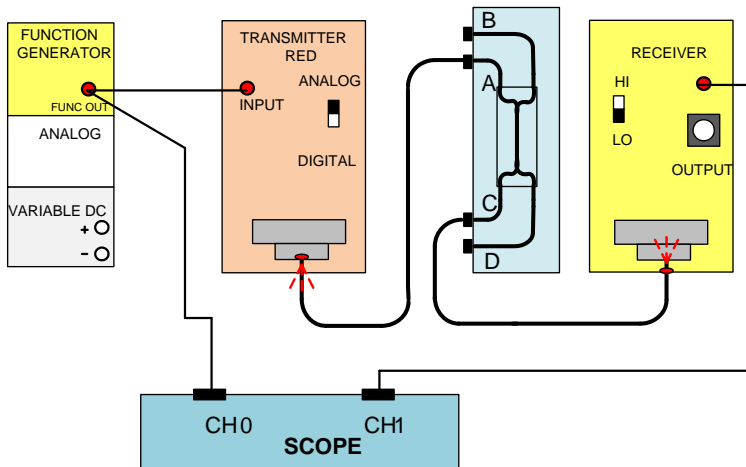 FUNCTION
GENERATOR
FUNC OUT
ANALOG
VARIABLE DC
+
-
TRANSMITTER
RED
ANALOG
INPUT
DIGITAL
B
A
C
D
RECEIVER
HI
LO
OUTPUT
CH0
CH1
SCOPE